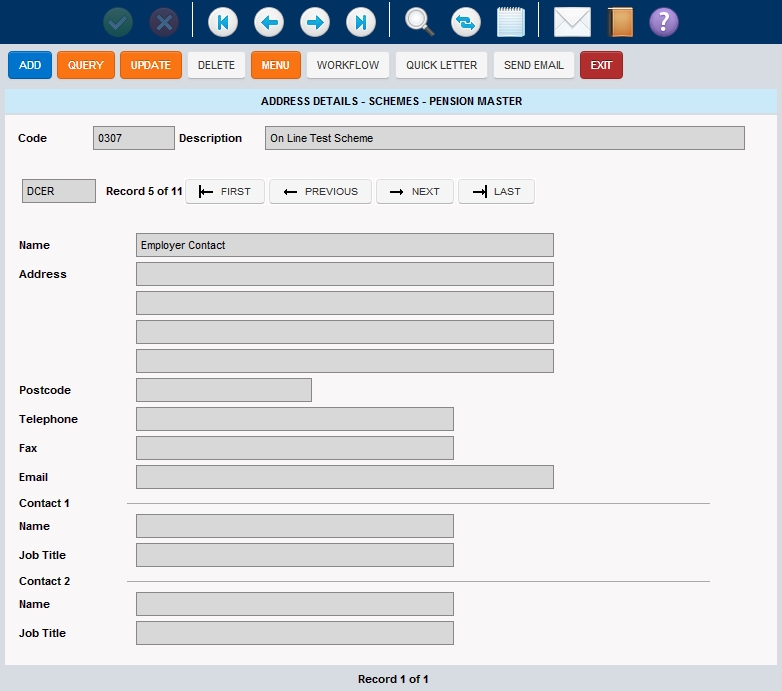 ADD QUERY UPDATE DELETE MENU WORKFLOW QUICK LETTER SEND EMAIL EXIT
ADDRESS DETAILS - SCHEMES - PENSION MASTER
Code 0307 Description On Line Test Scheme
DCER Record 5 of 11 FIRST PREVIOUS NEXT LAST
Name Employer Contact
Address
Postcode
Telephone
Fax
Email
Contact 1
Name
Job Title
Contact 2
Name
Job Title
Record 1 of 1